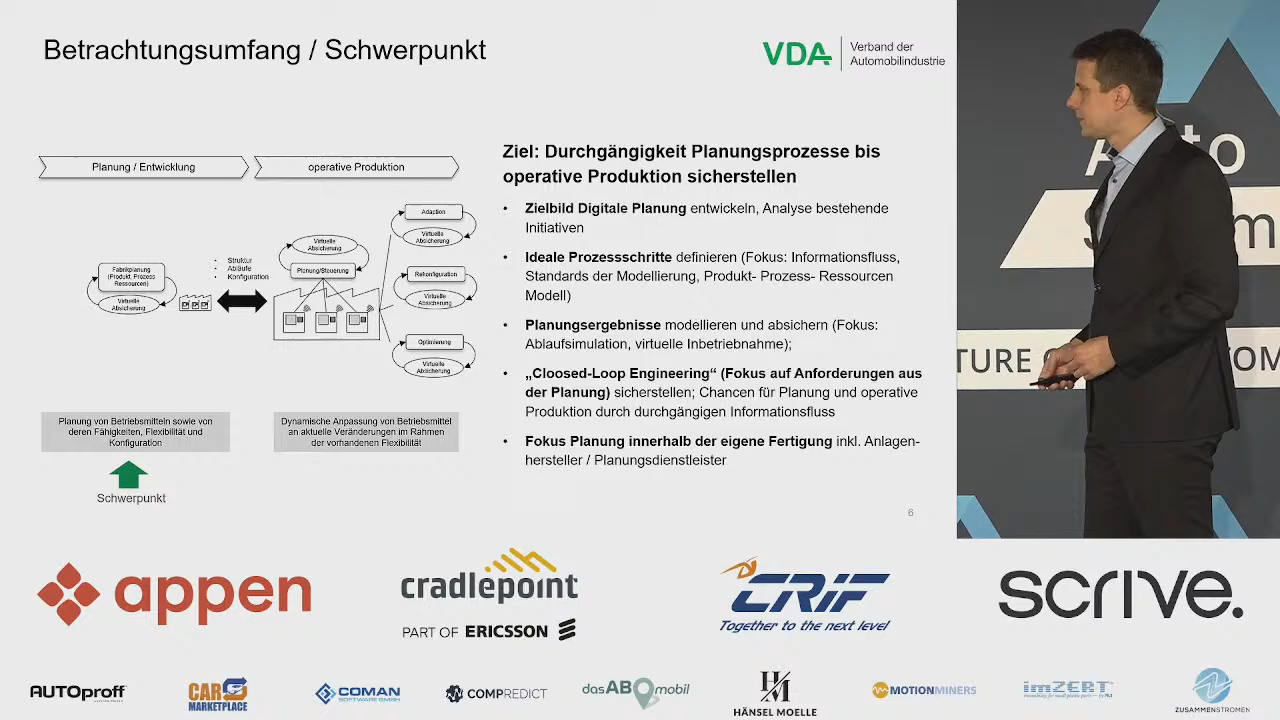 Betrachtungsumfang / Schwerpunkt
VDA
Verband der
Automobilindustrie
Planung / Entwicklung
operative Produktion
Fabrikplanung
(Produkt, Prozess
Ressourcen)
Virtuelle
Absicherung
• Struktur
• Abläufe
• Konfiguration
Virtuelle
Absicherung
Planung/Steuerung
Adaption
Virtuelle
Absicherung
Rekonfiguration
Virtuelle
Absicherung
Optimierung
Virtuelle
Absicherung
Planung von Betriebsmitteln sowie von
deren Fähigkeiten, Flexibilität und
Konfiguration
Dynamische Anpassung von Betriebsmittel
an aktuelle Veränderungen im Rahmen
der vorhandenen Flexibilität
Schwerpunkt
Ziel: Durchgängigkeit Planungsprozesse bis
operative Produktion sicherstellen
• Zielbild Digitale Planung entwickeln, Analyse bestehende
Initiativen
• Ideale Prozessschritte definieren (Fokus: Informationsfluss,
Standards der Modellierung, Produkt- Prozess- Ressourcen
Modell)
• Planungsergebnisse modellieren und absichern (Fokus:
Ablaufsimulation, virtuelle Inbetriebnahme);
• „Cloosed-Loop Engineering“ (Fokus auf Anforderungen aus
der Planung) sicherstellen; Chancen für Planung und operative
Produktion durch durchgängigen Informationsfluss
• Fokus Planung innerhalb der eigene Fertigung inkl. Anlagen-
hersteller / Planungsdienstleister
6
TURE
appen
cradlepoint
PART OF ERICSSON
CRIF
Together to the next level
scrive.
AUTOproff
CAR
MARKETPLACE
COMAN
SOFTWARE GMBH
COMPREDICT
dasABOmobil
H/M
HÄNSEL MOELLE
MOTIONMINERS
imZERT
ZUSAMMENSTROMEN